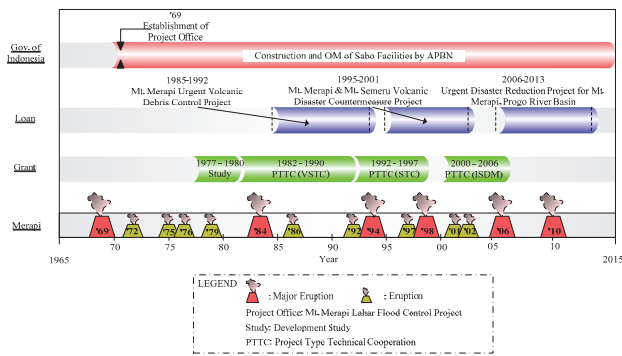 '69
Establishment of
Project Office
Gov. of
Indonesia
Construction and O/M of Sabo Facilities by APBN
1985-1992
Mt. Merapi Urgent Volcanic
Debris Control Project
1995-2001
Mt. Merapi & Mt. Semeru Volcanic
Disaster Countermeasure Project
2006-2013
Urgent Disaster Reduction Project for Mt.
Merapi, Progo River Basin
Loan
Grant
1977-1980
Study
1982-1990
PTTC (VSTC)
1992-1997
PTTC (STC)
2000-2006
PTTC (ISDM)
Merapi
'69 '72 '75 '76 '79 '84 '86 '92 '94 '97 '98 '01 '02 '06 '10
1965 70 75 80 85 90 95 00 05 10 2015
Year
LEGEND
: Major Eruption : Eruption
Project Office: Mt. Merapi Lahar Flood Control Project
Study: Development Study
PTTC: Project Type Technical Cooperation